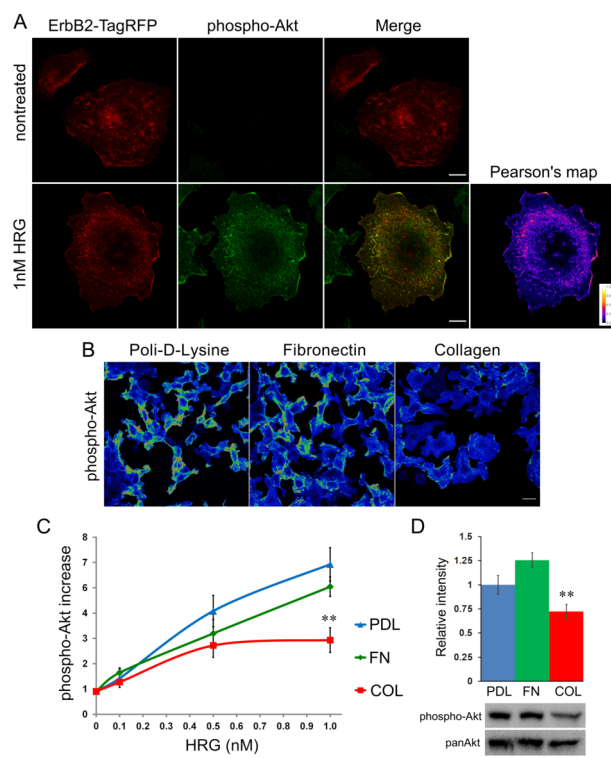 A
ErbB2-TagRFP phospho-Akt Merge
nontreated
Pearson's map
1nM HRG
B
Poli-D-Lysine Fibronectin Collagen
phospho-Akt
C
phospho-Akt increase
8
7
6
5
4
3
2
1
0
0 0.1 0.2 0.3 0.4 0.5 0.6 0.7 0.8 0.9 1.0
HRG (nM)
**
PDL
FN
COL
D
Relative intensity
1.5
1.25
1
0.75
0.5
0.25
0
**
PDL FN COL
phospho-Akt
panAkt